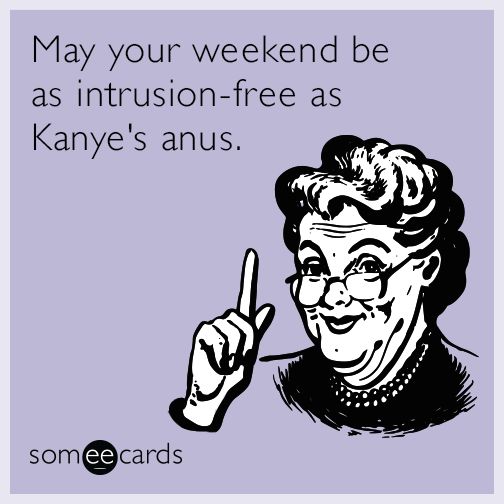 May your weekend be
as intrusion-free as
Kanye's anus.
someecards